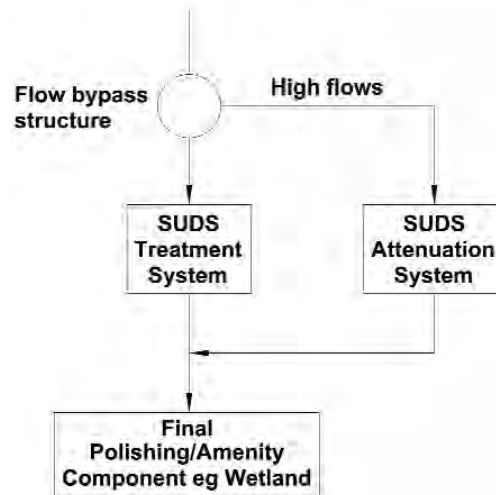 Flow bypass
structure
High flows
SUDS
Treatment
System
SUDS
Attenuation
System
Final
Polishing/Amenity
Component eg Wetland